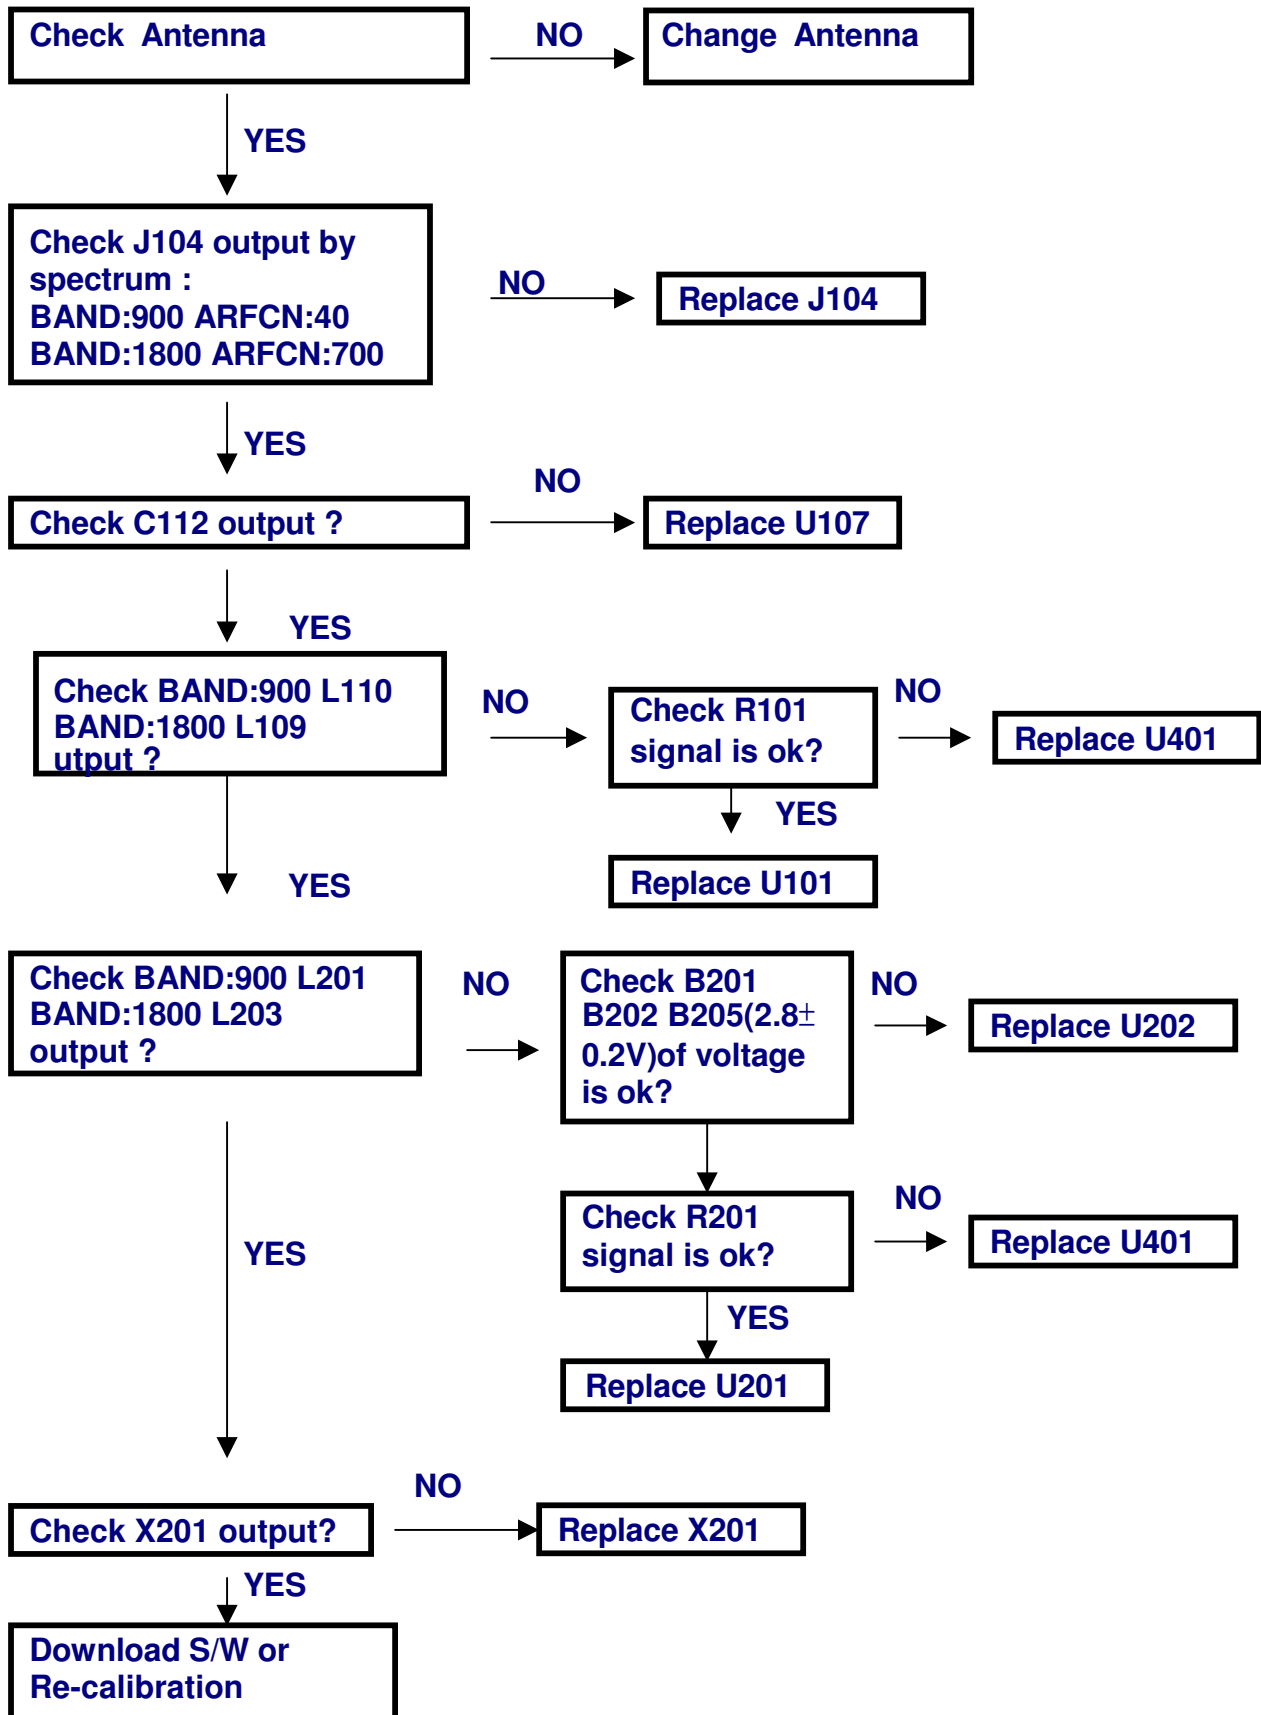 Check Antenna
NO
Change Antenna
YES
Check J104 output by
spectrum :
BAND:900 ARFCN:40
BAND:1800 ARFCN:700
NO
Replace J104
YES
Check C112 output ?
NO
Replace U107
YES
Check BAND:900 L110
BAND:1800 L109
utput ?
NO
Check R101
signal is ok?
NO
Replace U401
YES
Replace U101
YES
Check BAND:900 L201
BAND:1800 L203
output ?
NO
Check B201
B202 B205(2.8±
0.2V)of voltage
is ok?
NO
Replace U202
Check R201
signal is ok?
NO
Replace U401
YES
Replace U201
YES
Check X201 output?
NO
Replace X201
YES
Download S/W or
Re-calibration